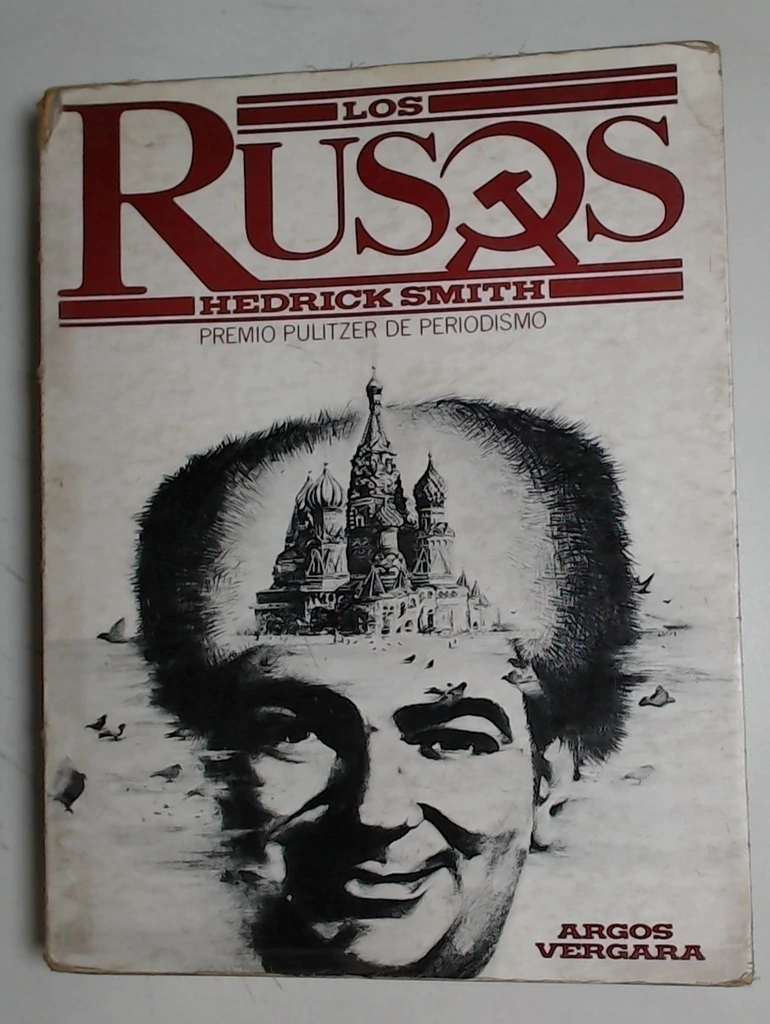 LOS
RUSOS
HEDRICK SMITH
PREMIO PULITZER DE PERIODISMO
ARGOS
VERGARA